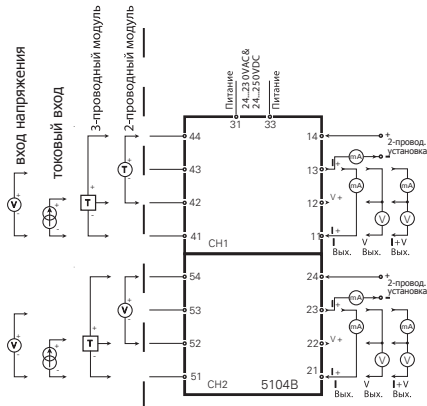 вход напряжения
токовый вход
3-проводный модуль
2-проводный модуль
Питание
24...230VAC&
24...250VDC
Питание
31
33
44
43
42
41
CH1
14
13
12
11
+
2-провод.
установка
-
mA
I +
mA
mA
V +
V
V
I +
I
Вых.
V
Вых.
I+V
Вых.
V
+
-
+
-
T
+
-
T
+
-
54
53
52
51
CH2
5104B
24
23
22
21
+
2-провод.
установка
-
mA
I +
mA
mA
V +
V
V
I +
I
Вых.
V
Вых.
I+V
Вых.
V
+
-
+
-
T
+
-
V
+
-